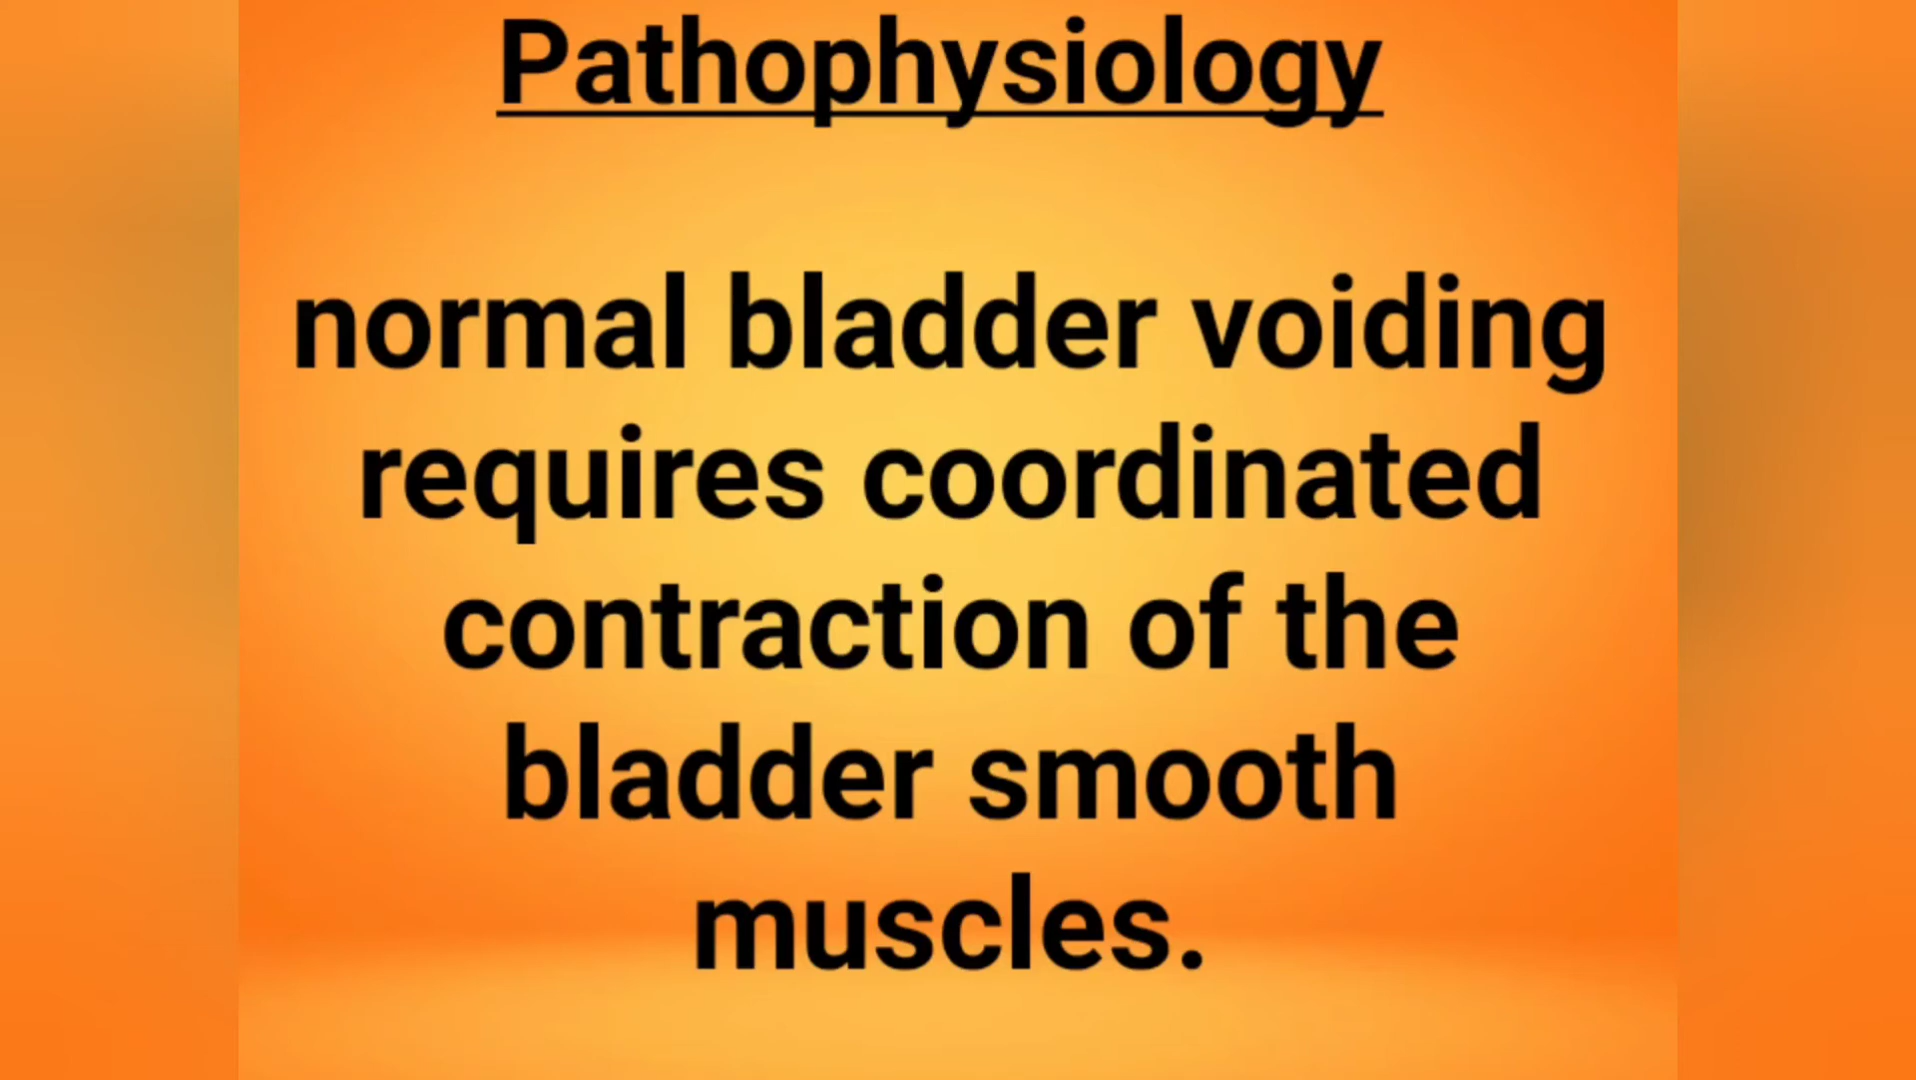 Pathophysiology
normal bladder voiding
requires coordinated
contraction of the
bladder smooth
muscles.